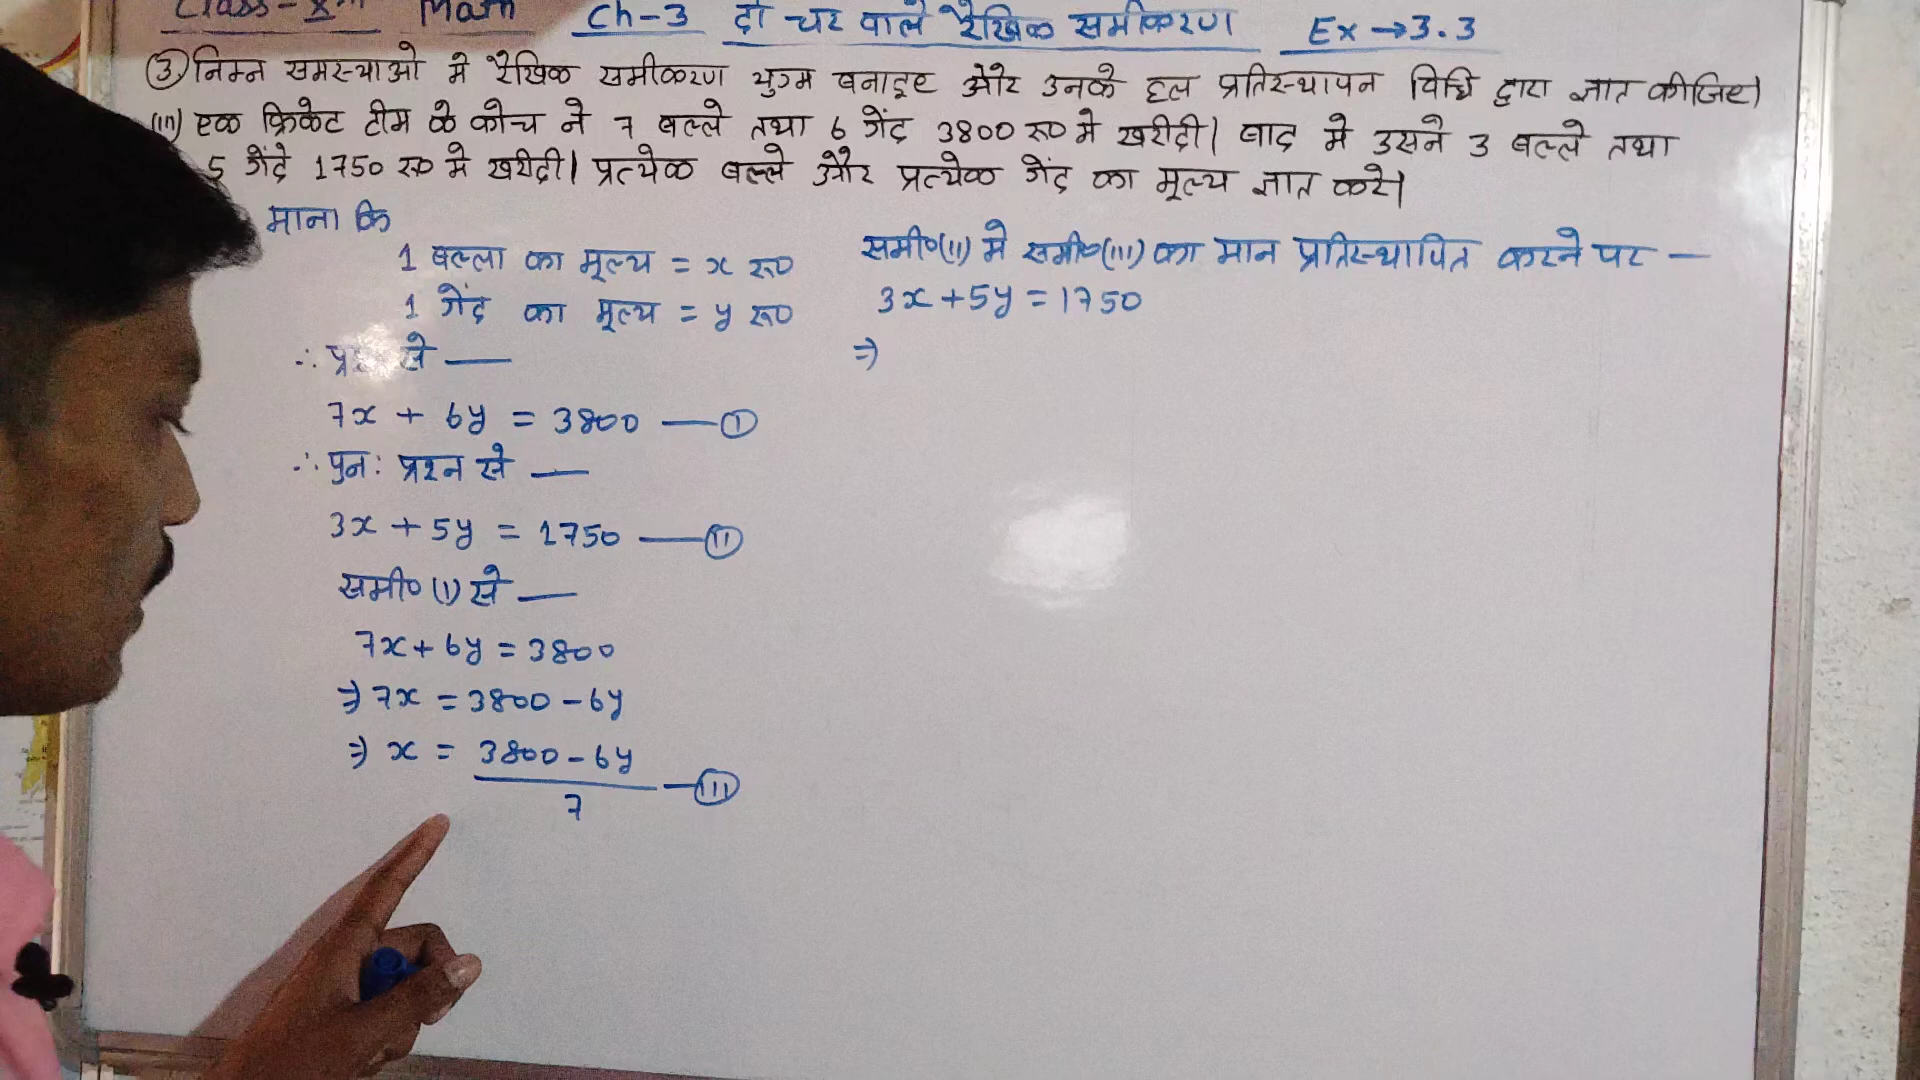 Class-Xth Math Ch-3 दो चर वाले रैखिक समीकरण Ex→3.3
③ निम्न समस्याओ मे रैखिक समीकरण युग्म बनाइए और उनके हल प्रतिस्थापन विधि द्वारा ज्ञात कीजिए।
(iii) एक क्रिकेट टीम के कोच ने 7 बल्ले तथा 6 गेंद 3800 रु० मे खरीदी। बाद मे उसने 3 बल्ले तथा
5 गेंदे 1750 रु० मे खरीदी। प्रत्येक बल्ले और प्रत्येक गेंद का मूल्य ज्ञात करे।
माना कि
1 बल्ला का मूल्य = x रु०
1 गेंद का मूल्य = y रु०
∴ से —
7x + 6y = 3800 — (I)
∴ पुनः प्रश्न से —
3x + 5y = 1750 — (II)
समी० (I) से —
7x + 6y = 3800
⇒ 7x = 3800 - 6y
⇒ x = 3800 - 6y — (III)
7
समी०(II) मे समी०(III) का मान प्रतिस्थापित करने पर —
3x + 5y = 1750
⇒